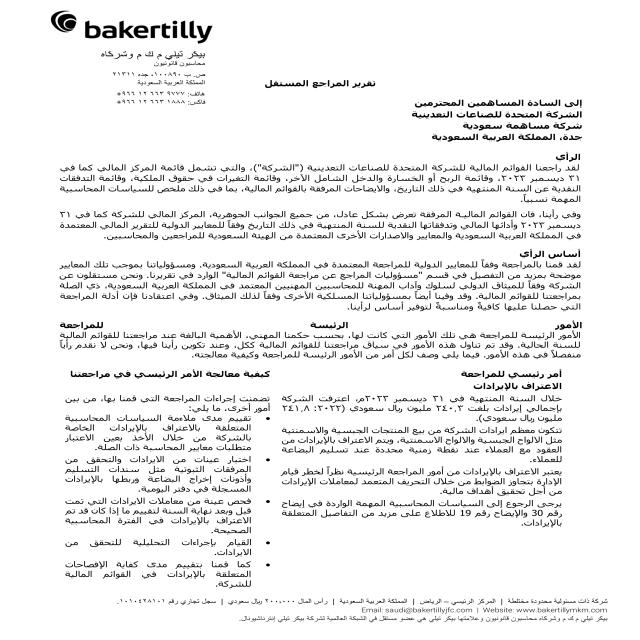 bakertilly
بيكر تيلي م ك م وشركاه
محاسبون قانونيون
ص. ب ١٠٠٨٩٠، جدة ٢١٣١١
المملكة العربية السعودية
هاتف: ٩٧٧٧ ٦٦٣ ١٢ ٩٦٦+
فاكس: ١٨٨٨ ٦٦٣ ١٢ ٩٦٦+
تقرير المراجع المستقل
إلى السادة المساهمين المحترمين
الشركة المتحدة للصناعات التعدينية
شركة مساهمة سعودية
جدة، المملكة العربية السعودية
الرأي
لقد راجعنا القوائم المالية للشركة المتحدة للصناعات التعدينية ("الشركة")، والتي تشمل قائمة المركز المالي كما في
٣١ ديسمبر ٢٠٢٣، وقائمة الربح أو الخسارة والدخل الشامل الآخر، وقائمة التغيرات في حقوق الملكية، وقائمة التدفقات
النقدية عن السنة المنتهية في ذلك التاريخ، والايضاحات المرفقة بالقوائم المالية، بما في ذلك ملخص للسياسات المحاسبية
المهمة نسبياً.
وفي رأينا، فان القوائم المالية المرفقة تعرض بشكل عادل، من جميع الجوانب الجوهرية، المركز المالي للشركة كما في ٣١
ديسمبر ٢٠٢٣ وأدائها المالي وتدفقاتها النقدية للسنة المنتهية في ذلك التاريخ وفقاً للمعايير الدولية للتقرير المالي المعتمدة
في المملكة العربية السعودية والمعايير والاصدارات الأخرى المعتمدة من الهيئة السعودية للمراجعين والمحاسبين.
أساس الرأي
لقد قمنا بالمراجعة وفقاً للمعايير الدولية للمراجعة المعتمدة في المملكة العربية السعودية. ومسؤولياتنا بموجب تلك المعايير
موضحة بمزيد من التفصيل في قسم "مسؤوليات المراجع عن مراجعة القوائم المالية" الوارد في تقريرنا. ونحن مستقلون عن
الشركة وفقاً للميثاق الدولي لسلوك وآداب المهنة للمحاسبين المهنيين المعتمد في المملكة العربية السعودية، ذي الصلة
بمراجعتنا للقوائم المالية. وقد وفينا أيضاً بمسؤولياتنا المسلكية الأخرى وفقاً لذلك الميثاق. وفي اعتقادنا فإن أدلة المراجعة
التي حصلنا عليها كافيةً ومناسبةً لتوفير أساس لرأينا.
الأمور الرئيسة للمراجعة
الأمور الرئيسة للمراجعة هي تلك الأمور التي كانت لها، بحسب حكمنا المهني، الأهمية البالغة عند مراجعتنا للقوائم المالية
للسنة الحالية. وقد تم تناول هذه الأمور في سياق مراجعتنا للقوائم المالية ككل، وعند تكوين رأينا فيها، ونحن لا نقدم رأياً
منفصلاً في هذه الأمور. فيما يلي وصف لكل أمر من الأمور الرئيسة للمراجعة وكيفية معالجته.
أمر رئيسي للمراجعة
الاعتراف بالإيرادات
خلال السنة المنتهية في ٣١ ديسمبر ٢٠٢٣م، اعترفت الشركة
بإجمالي إيرادات بلغت ٢٤٠,٣ مليون ريال سعودي (٢٠٢٢: ٢٤١,٨
مليون ريال سعودي).
تتكون معظم ايرادات الشركة من بيع المنتجات الجبسية والاسمنتية
مثل الالواح الجبسية والالواح الاسمنتية، ويتم الاعتراف بالإيرادات من
العقود مع العملاء عند نقطة زمنية محددة عند تسليم البضاعة
للعملاء.
يعتبر الاعتراف بالإيرادات من أمور المراجعة الرئيسية نظراً لخطر قيام
الإدارة بتجاوز الضوابط من خلال التحريف المتعمد لمعاملات الإيرادات
من أجل تحقيق أهداف مالية.
يرجى الرجوع إلى السياسات المحاسبية المهمة الواردة في إيضاح
رقم 30 والإيضاح رقم 19 للاطلاع على مزيد من التفاصيل المتعلقة
بالإيرادات.
كيفية معالجة الأمر الرئيسي في مراجعتنا
تضمنت إجراءات المراجعة التي قمنا بها، من بين
أمور أخرى، ما يلي:
• تقييم مدى ملاءمة السياسات المحاسبية
المتعلقة بالاعتراف بالإيرادات الخاصة
بالشركة من خلال الأخذ بعين الاعتبار
متطلبات معايير المحاسبة ذات الصلة.
• اختبار عينات من الايرادات والتحقق من
المرفقات الثبوتية مثل سندات التسليم
وأذونات إخراج البضاعة وربطها بالإيرادات
المسجلة في دفتر اليومية.
• فحص عينة من معاملات الايرادات التي تمت
قبل وبعد نهاية السنة لتقييم ما إذا كان قد تم
الاعتراف بالإيرادات في الفترة المحاسبية
الصحيحة.
• القيام بإجراءات التحليلية للتحقق من
الايرادات.
• كما قمنا بتقييم مدى كفاية الإفصاحات
المتعلقة بالإيرادات في القوائم المالية
للشركة.
شركة ذات مسئولية محدودة مختلطة | المركز الرئيسي – الرياض | المملكة العربية السعودية | رأس المال ٢٠٠,٠٠٠ ريال سعودي | سجل تجاري رقم ١٠١٠٤٢٨١٠١.
Email: saudi@bakertillyjfc.com | Website: www.bakertillymkm.com
بيكر تيلي م ك م وشركاه محاسبون قانونيون وعلامتها بيكر تيلي هي عضو مستقل في الشبكة العالمية لشركة بيكر تيلي إنترناشيونال.